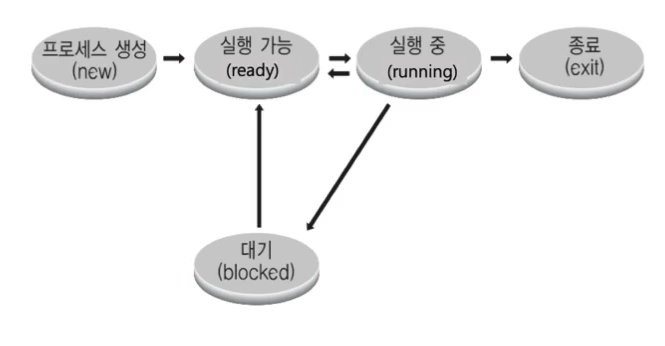 프로세스 생성
(new)
실행 가능
(ready)
실행 중
(running)
종료
(exit)
대기
(blocked)